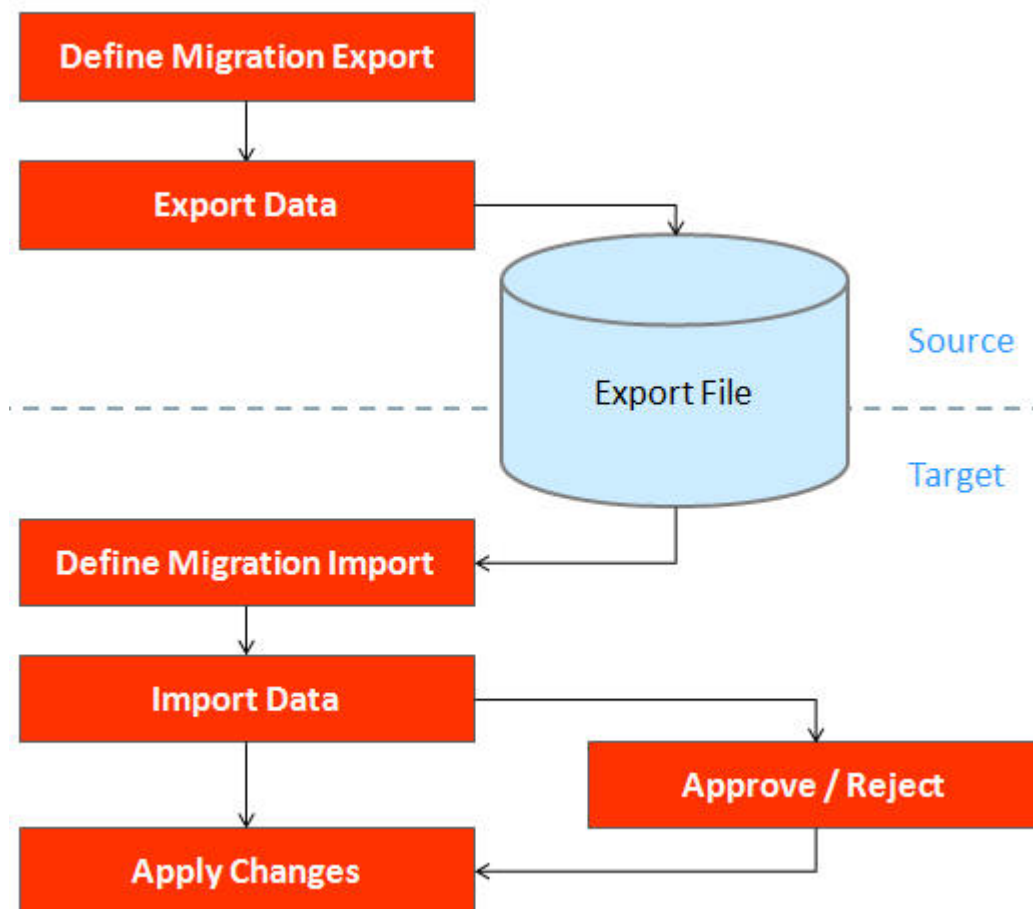 Define Migration Export
Export Data
Source
Export File
Target
Define Migration Import
Import Data
Approve / Reject
Apply Changes